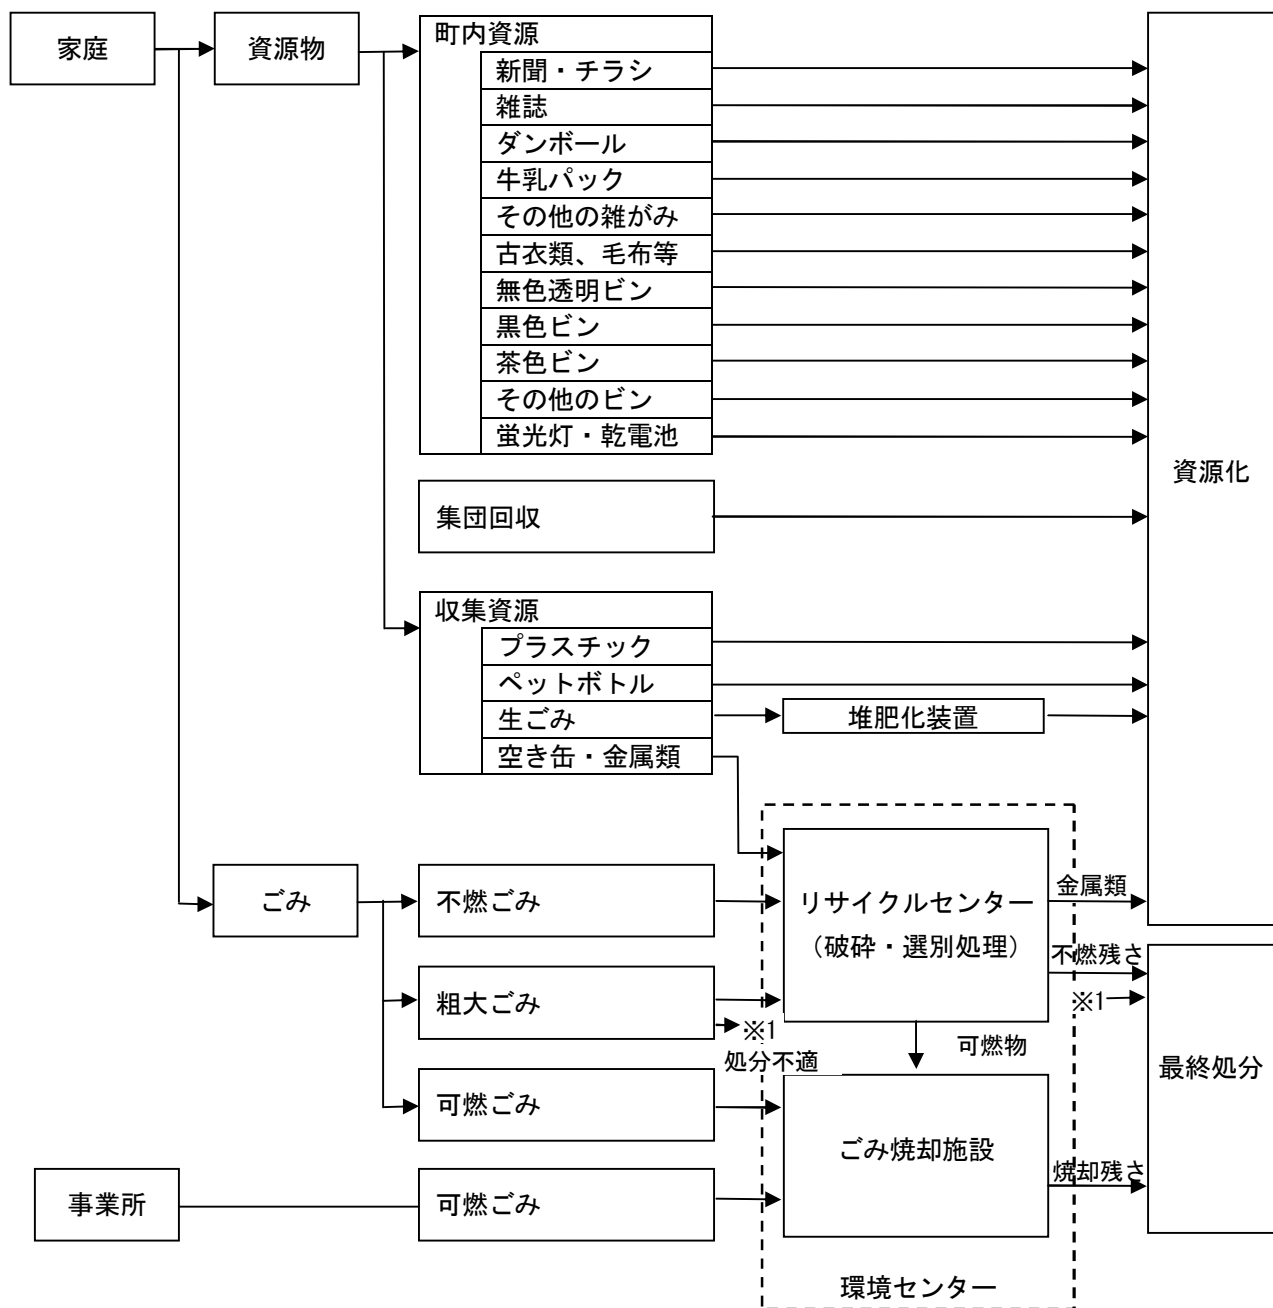 家庭
資源物
町内資源
新聞・チラシ
雑誌
ダンボール
牛乳パック
その他の雑がみ
古衣類、毛布等
無色透明ビン
黒色ビン
茶色ビン
その他のビン
蛍光灯・乾電池
資源化
集団回収
収集資源
プラスチック
ペットボトル
生ごみ
堆肥化装置
空き缶・金属類
ごみ
不燃ごみ
リサイクルセンター
（破砕・選別処理）
金属類
不燃残さ
粗大ごみ
※1
処分不適
※1
可燃物
最終処分
可燃ごみ
ごみ焼却施設
焼却残さ
事業所
可燃ごみ
環境センター